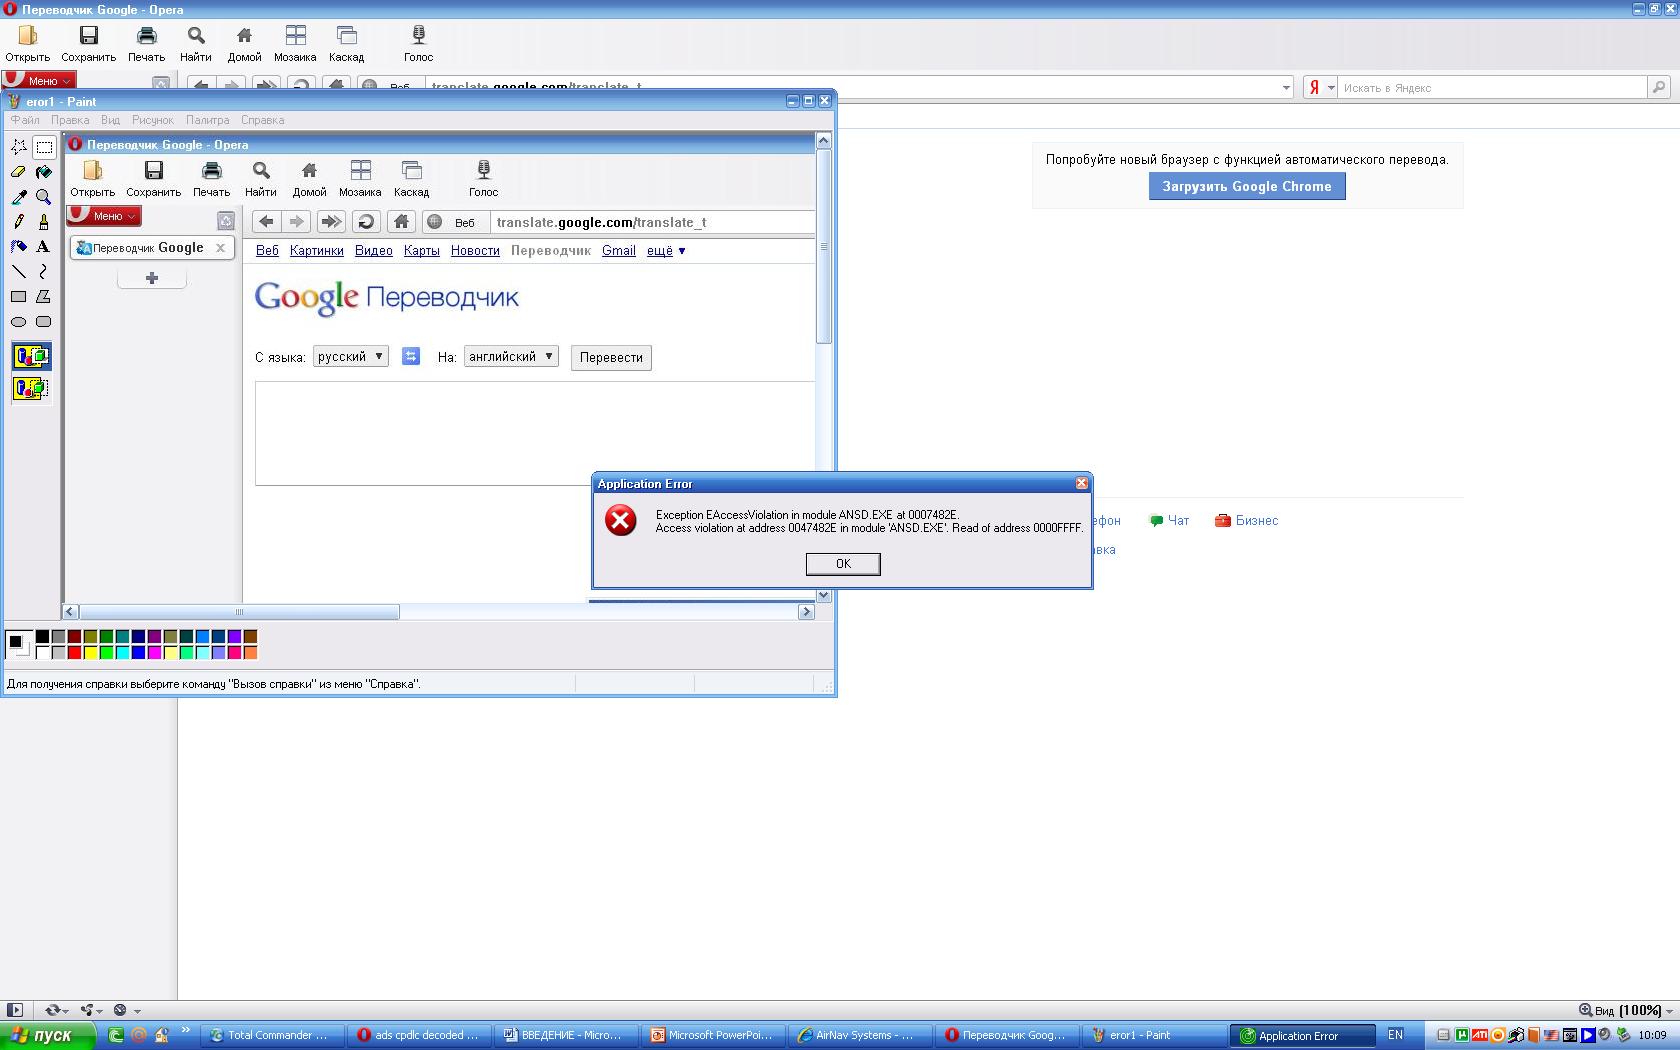 Переводчик Google - Opera
Открыть Сохранить Печать Найти Домой Мозаика Каскад Голос
Меню Веб translate.google.com/translate_t Я Искать в Яндекс
eror1 - Paint
Файл Правка Вид Рисунок Палитра Справка
Переводчик Google - Opera
Открыть Сохранить Печать Найти Домой Мозаика Каскад Голос
Меню Веб translate.google.com/translate_t
Переводчик Google
Веб Картинки Видео Карты Новости Переводчик Gmail ещё ▼
Google Переводчик
С языка: русский На: английский Перевести
Попробуйте новый браузер с функцией автоматического перевода.
Загрузить Google Chrome
Application Error
Exception EAccessViolation in module ANSD.EXE at 0007482E.
Access violation at address 0047482E in module 'ANSD.EXE'. Read of address 0000FFFF.
OK
ефон Чат Бизнес
авка
A
Для получения справки выберите команду "Вызов справки" из меню "Справка".
Вид (100%)
пуск Total Commander ... ads cpdlc decoded ... ВВЕДЕНИЕ - Micro... Microsoft PowerPoi... AirNav Systems - ... Переводчик Goog... eror1 - Paint Application Error EN ATI 10:09